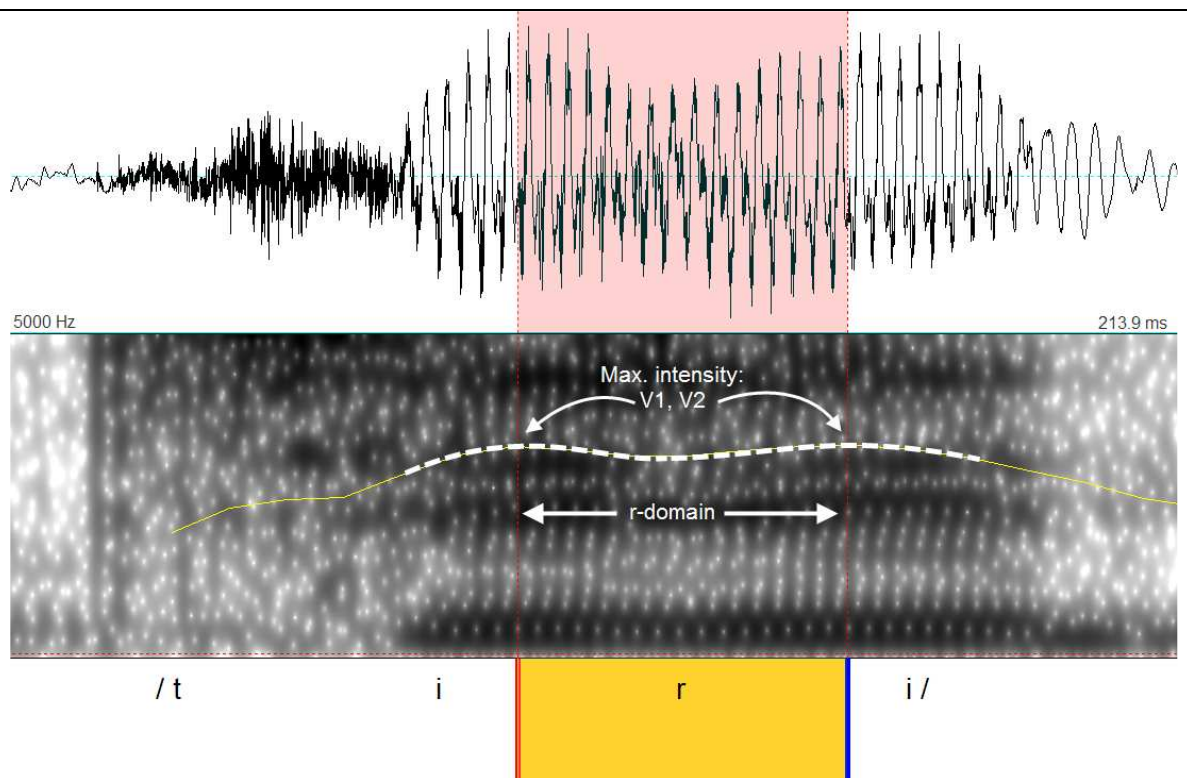 5000 Hz 213.9 ms
Max. intensity:
V1, V2
r-domain
/ t i r i /